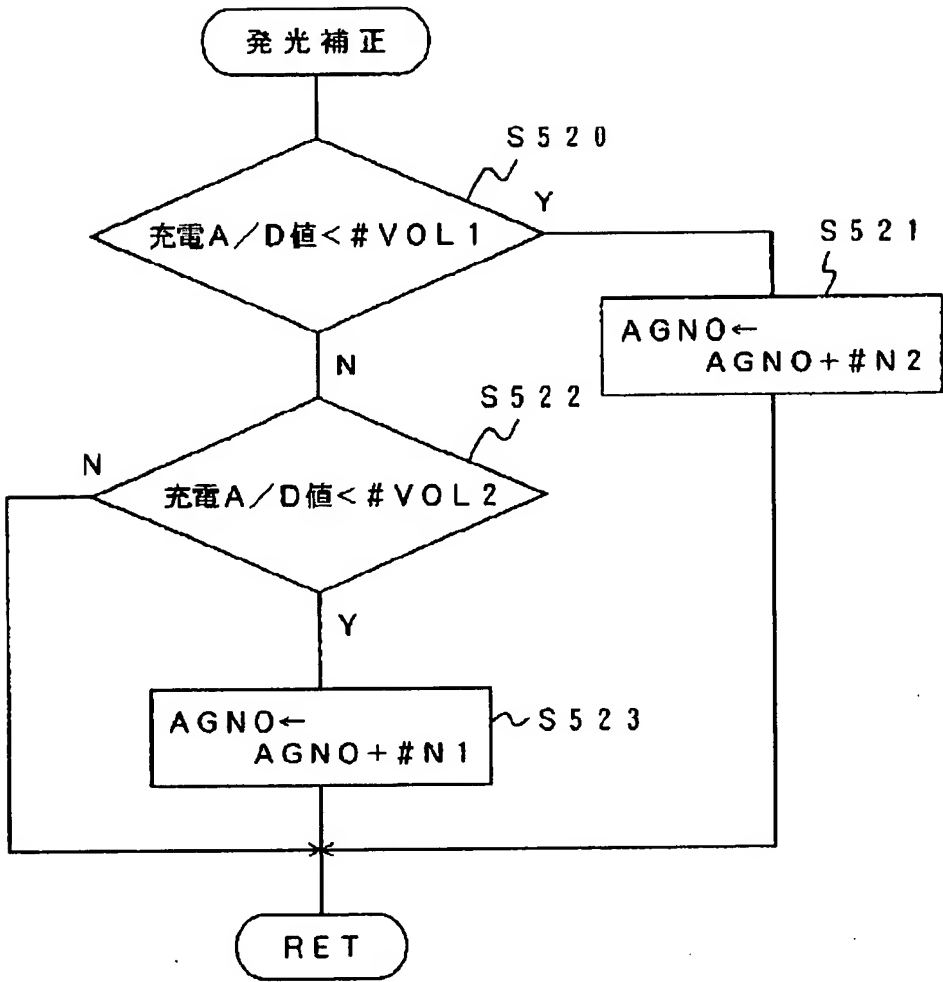 発光補正
S520
Y
充電A/D値<#VOL1
S521
AGNO←
AGNO+#N2
N
S522
N
充電A/D値<#VOL2
Y
AGNO←
AGNO+#N1
S523
RET